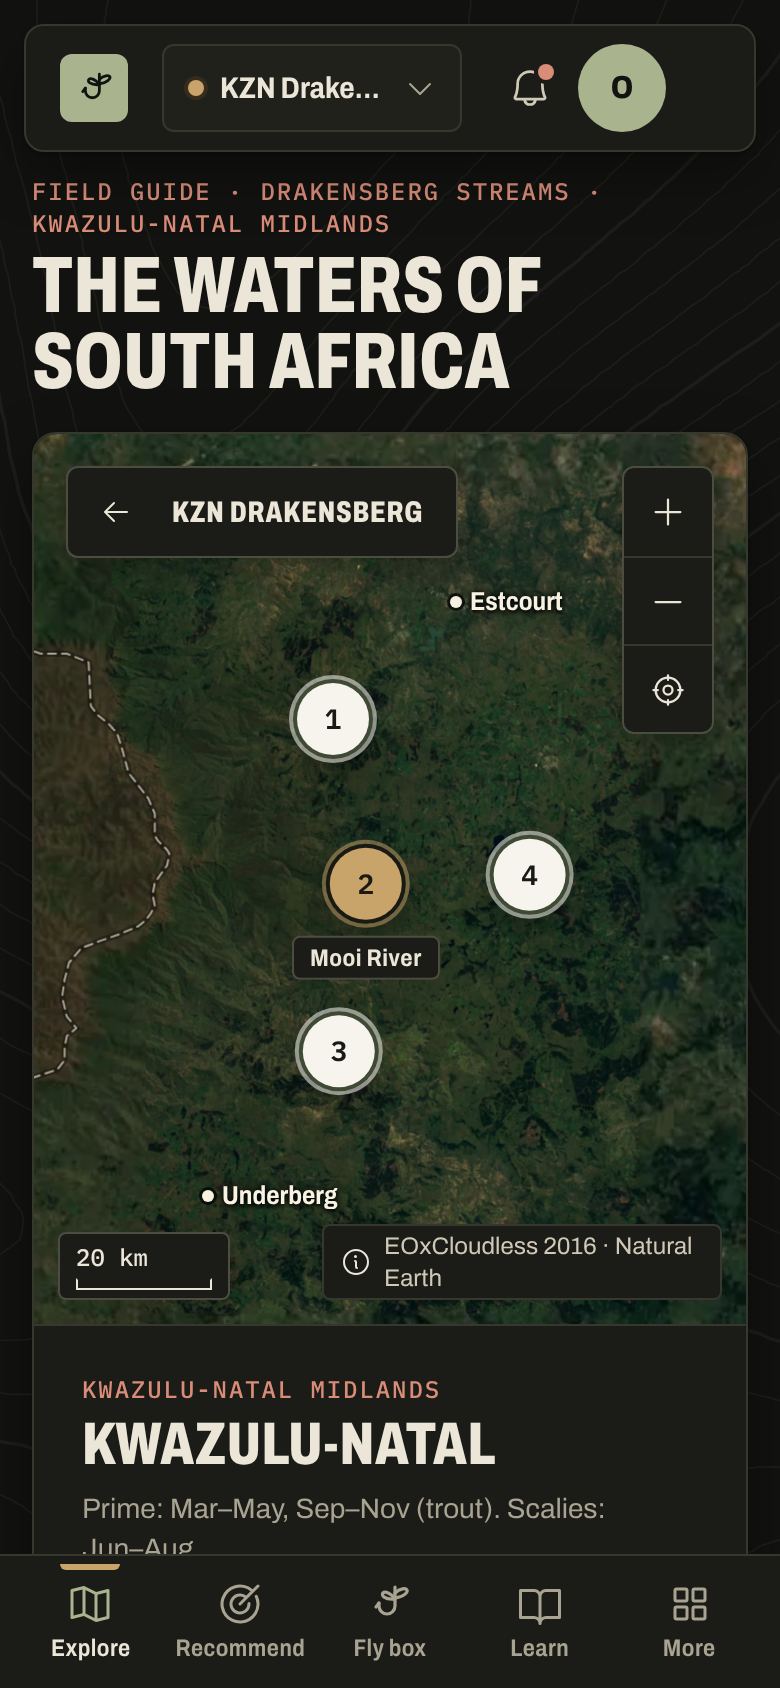 KZN Drake...
O
FIELD GUIDE · DRAKENSBERG STREAMS ·
KWAZULU-NATAL MIDLANDS
THE WATERS OF
SOUTH AFRICA
KZN DRAKENSBERG
Estcourt
1
2
4
Mooi River
3
Underberg
20 km
EOxCloudless 2016 · Natural
Earth
KWAZULU-NATAL MIDLANDS
KWAZULU-NATAL
Prime: Mar–May, Sep–Nov (trout). Scalies:
Jun–Aug
Explore
Recommend
Fly box
Learn
More